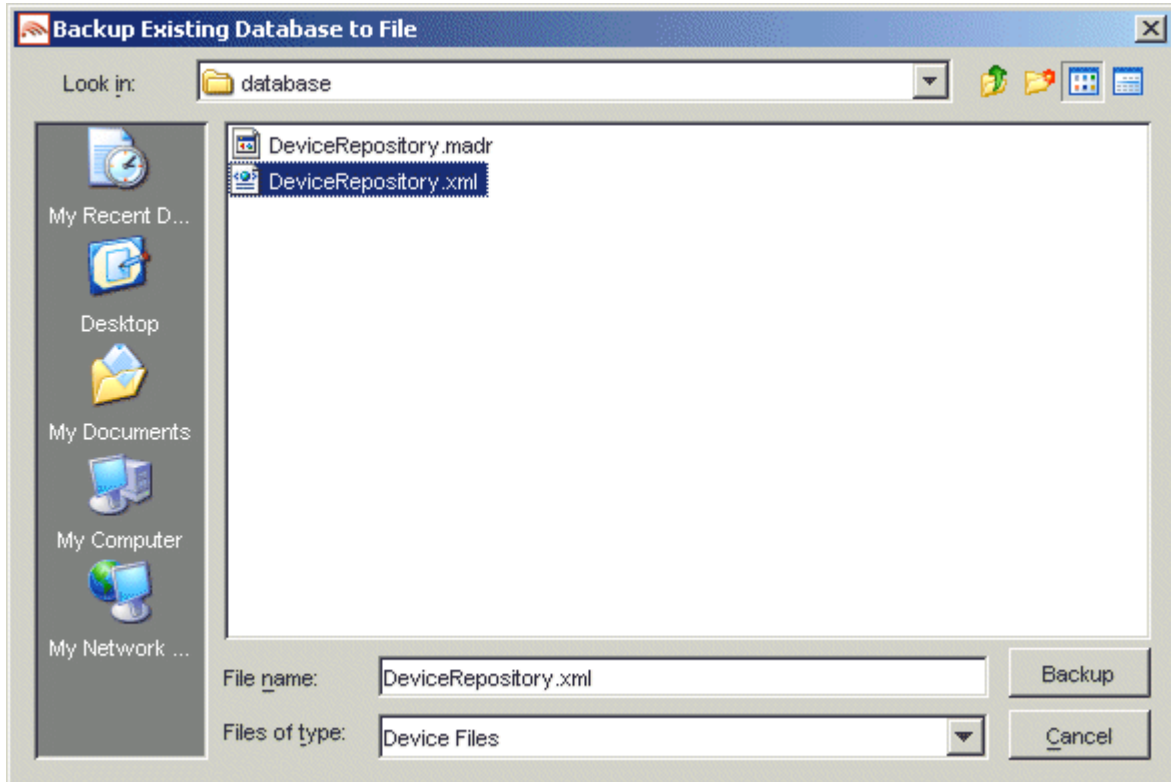 Backup Existing Database to File
Look in:
database
DeviceRepository.madr
DeviceRepository.xml
My Recent D...
Desktop
My Documents
My Computer
My Network ...
File name:
DeviceRepository.xml
Backup
Files of type:
Device Files
Cancel